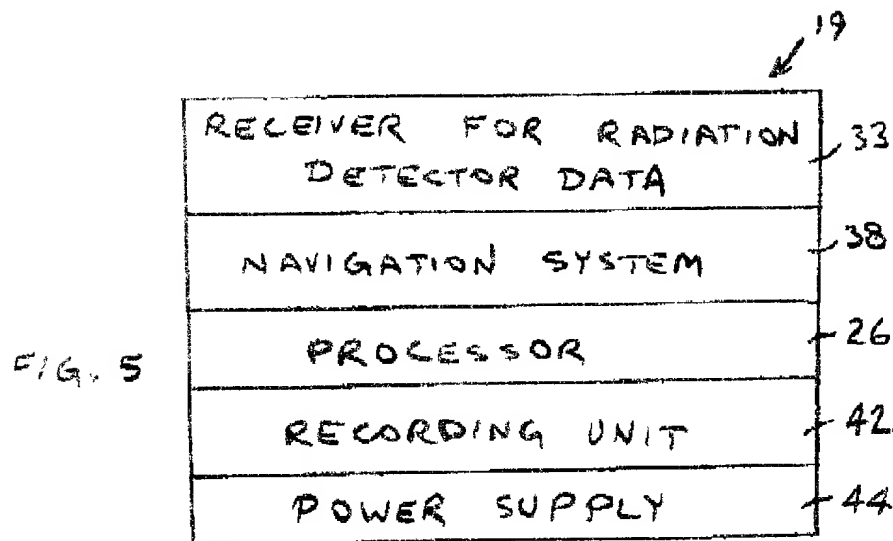 19
RECEIVER FOR RADIATION
DETECTOR DATA
33
NAVIGATION SYSTEM
38
PROCESSOR
26
FIG. 5
RECORDING UNIT
42
POWER SUPPLY
44